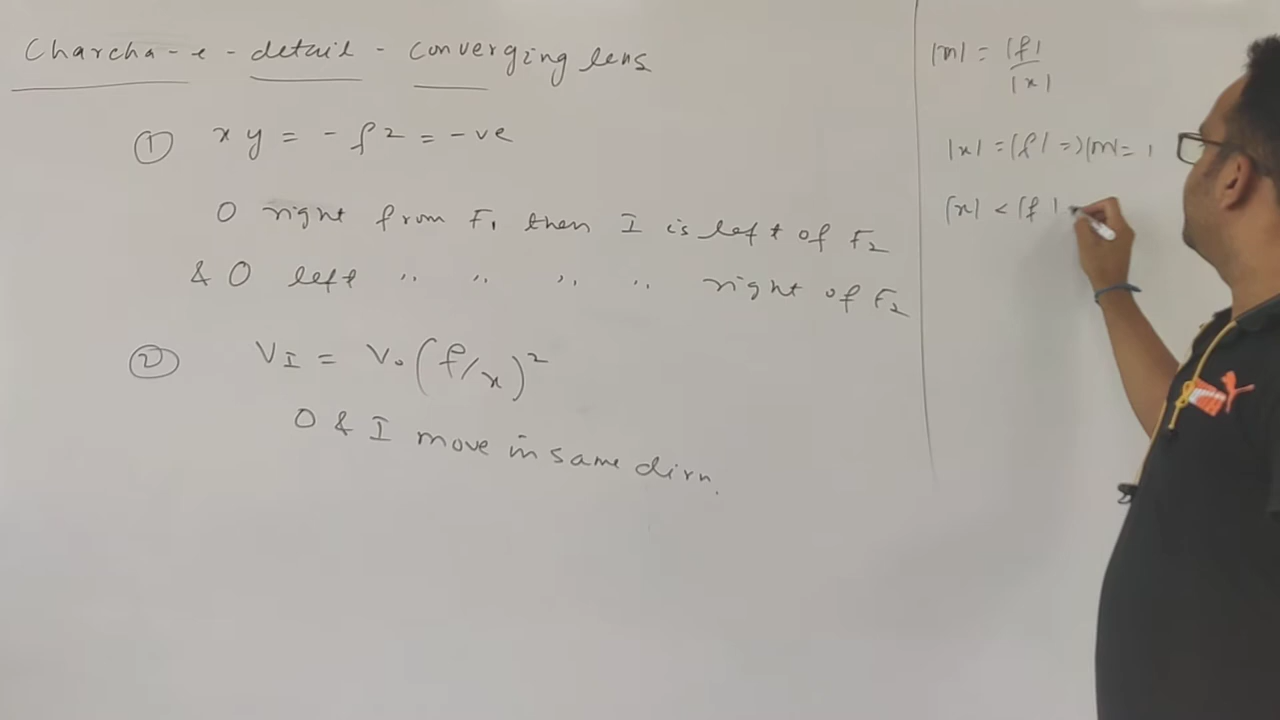 Charcha-e-detail - converging lens
① xy = - f2 = -ve
O right from F₁ then I is left of F₂
& O left " " " " right of F₂
② VI = V₀ (f/x)²
O & I move in same dirn.
|m| = |f| / |x|
|x| = |f| =) |m| = 1
|x| < |f|